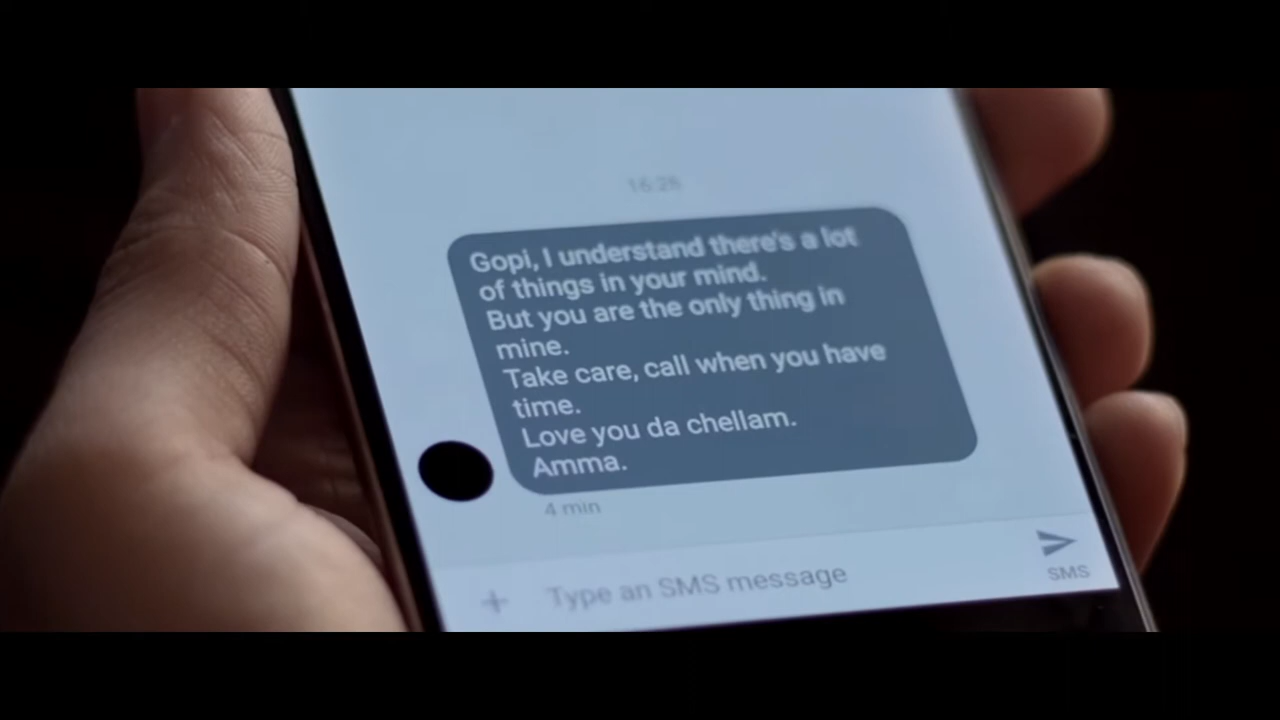 16:26
Gopi, I understand there's a lot
of things in your mind.
But you are the only thing in
mine.
Take care, call when you have
time.
Love you da chellam.
Amma.
4 min
+ Type an SMS message
SMS